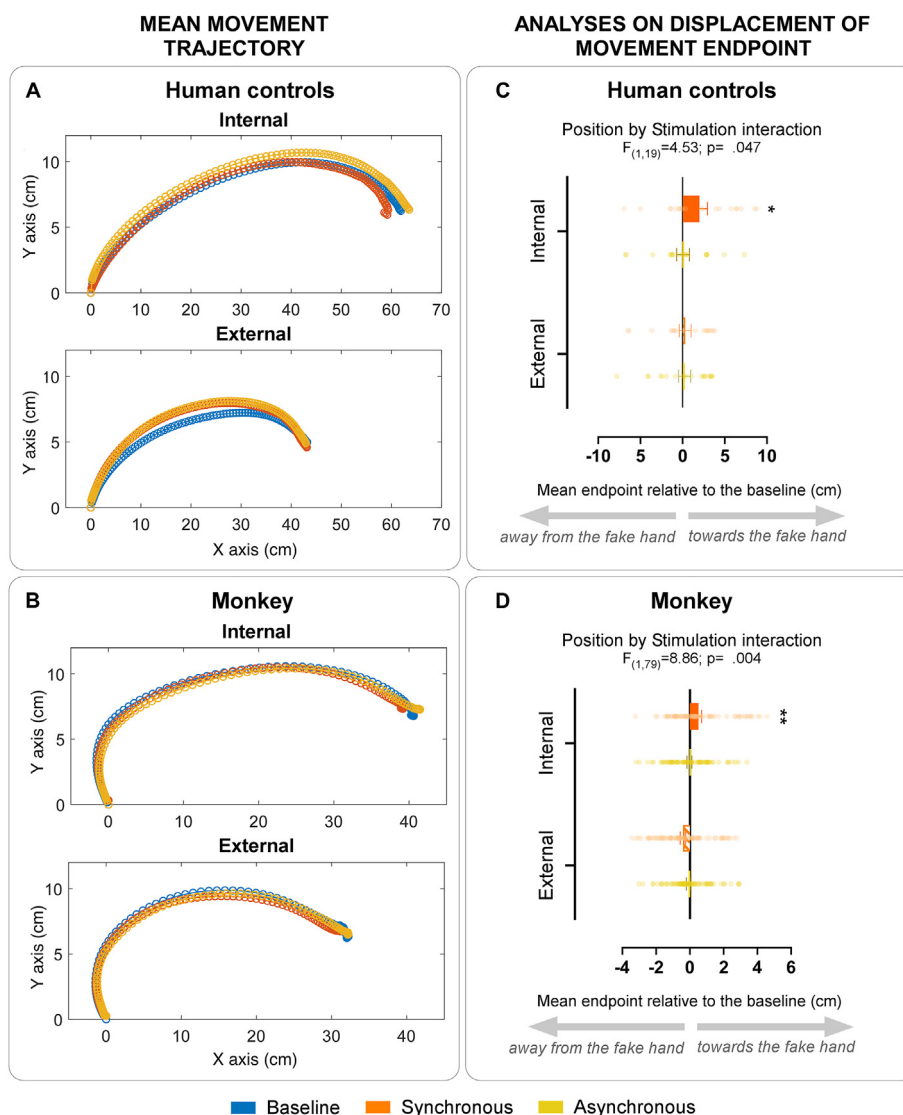 MEAN MOVEMENT
TRAJECTORY
ANALYSES ON DISPLACEMENT OF
MOVEMENT ENDPOINT
A
Human controls
Internal
Y axis (cm)
10
5
0
0 10 20 30 40 50 60 70
External
Y axis (cm)
10
5
0
0 10 20 30 40 50 60 70
X axis (cm)
C
Human controls
Position by Stimulation interaction
F(1,19)=4.53; p= .047
Internal
*
External
-10 0 10
Mean endpoint relative to the baseline (cm)
away from the fake hand towards the fake hand
B
Monkey
Internal
Y axis (cm)
10
5
0
0 10 20 30 40
External
Y axis (cm)
10
5
0
0 10 20 30 40
X axis (cm)
D
Monkey
Position by Stimulation interaction
F(1,79)=8.86; p= .004
Internal
**
External
-4 -2 0 2 4 6
Mean endpoint relative to the baseline (cm)
away from the fake hand towards the fake hand
Baseline Synchronous Asynchronous